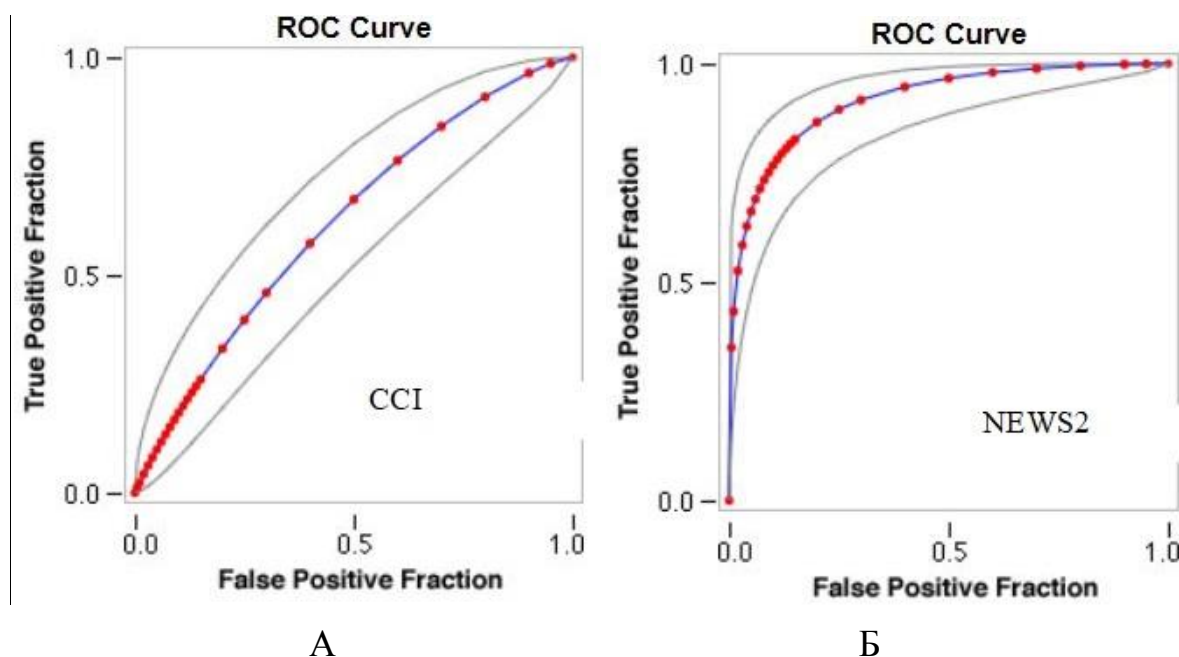 ROC Curve
True Positive Fraction
1.0
0.5
0.0
CCI
0.0 0.5 1.0
False Positive Fraction
А
ROC Curve
True Positive Fraction
1.0
0.5
0.0
NEWS2
0.0 0.5 1.0
False Positive Fraction
Б